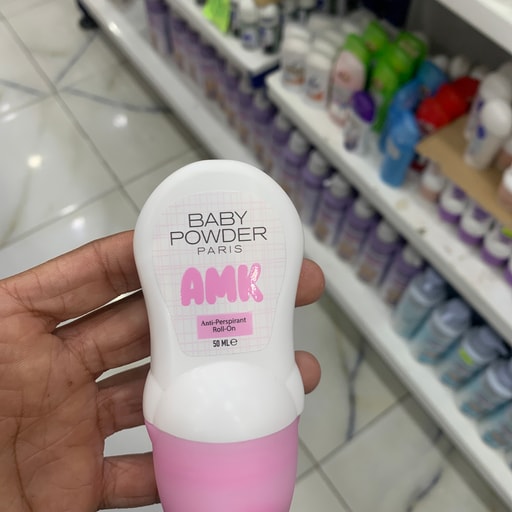 BABY
POWDER
PARIS
AMK
Anti-Perspirant
Roll-On
50 ML℮